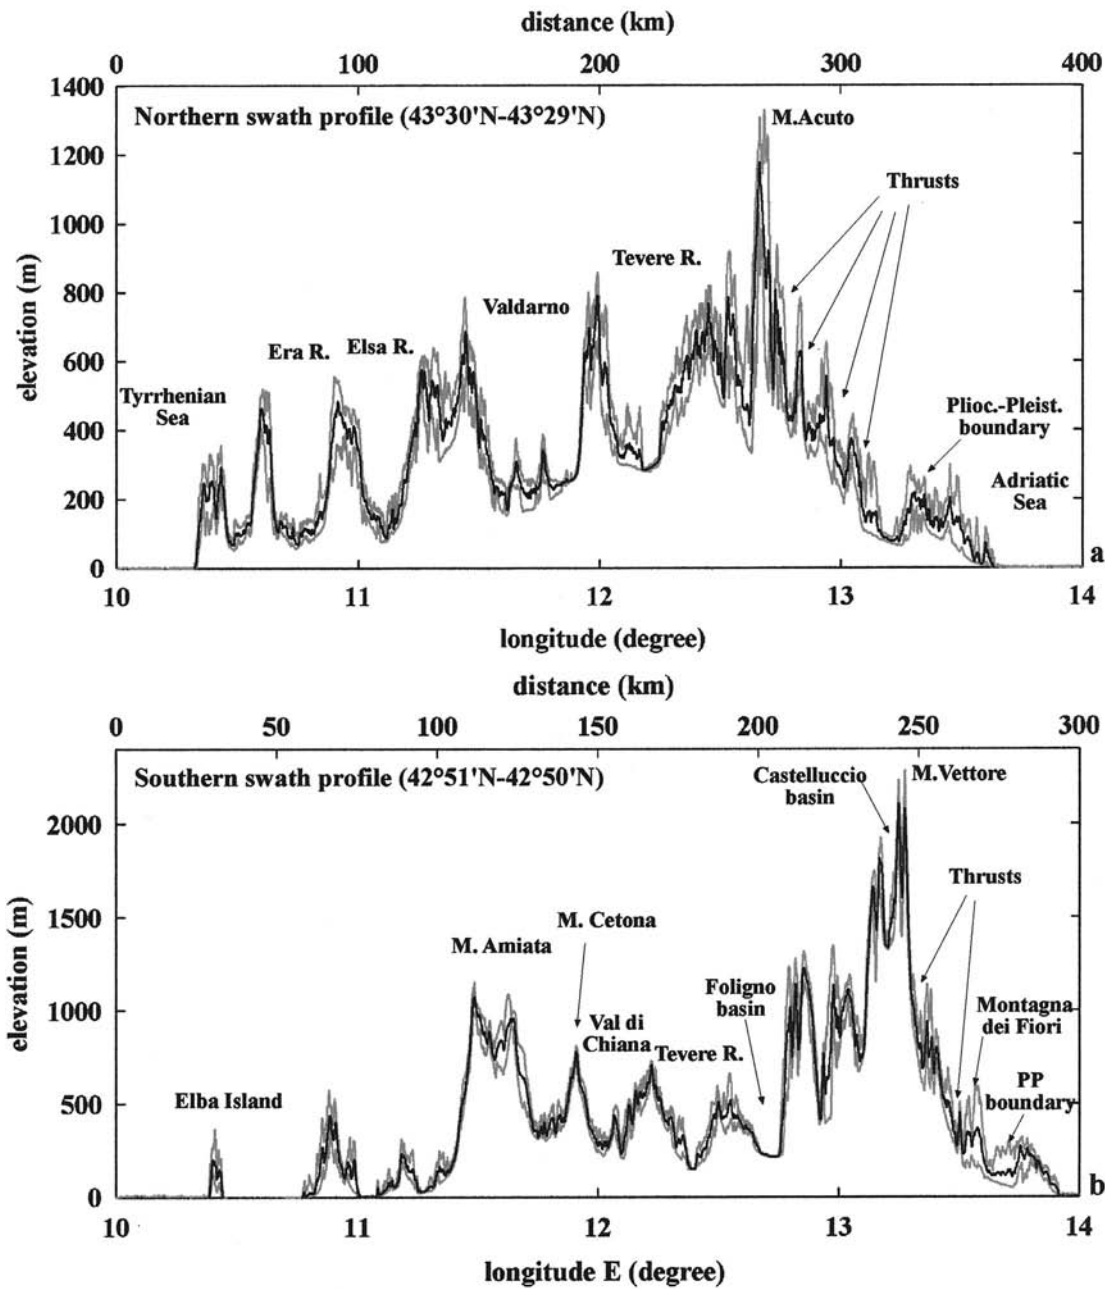 distance (km)
0 100 200 300 400
1400
Northern swath profile (43°30'N-43°29'N)
M.Acuto
1200
Thrusts
1000
Tevere R.
800
Valdarno
Era R. Elsa R.
600
Tyrrhenian
Sea
Plioc.-Pleist.
boundary
400
Adriatic
Sea
200
0
a
elevation (m)
10 11 12 13 14
longitude (degree)
distance (km)
0 50 100 150 200 250 300
Southern swath profile (42°51'N-42°50'N)
Castelluccio
basin
M.Vettore
2000
Thrusts
1500
M. Amiata
M. Cetona
Foligno
basin
Montagna
dei Fiori
1000
Val di
Chiana
Tevere R.
PP
boundary
Elba Island
500
0
b
elevation (m)
10 11 12 13 14
longitude E (degree)